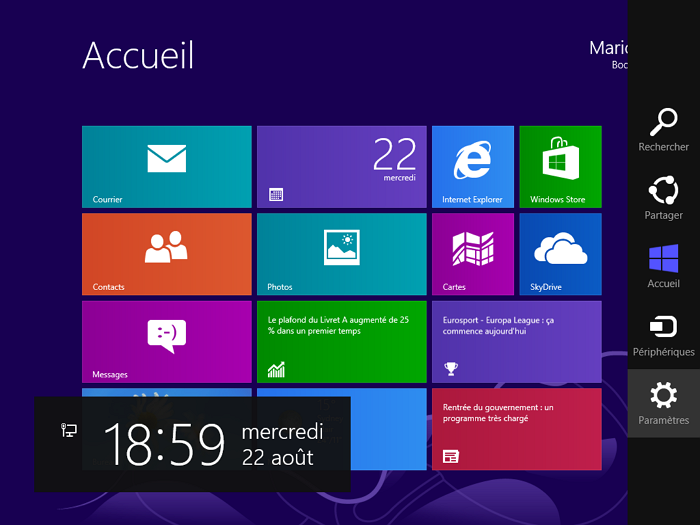 Accueil
Mario
Boc
Courrier
22
mercredi
Internet Explorer
Windows Store
Contacts
Photos
Cartes
SkyDrive
:-)
Messages
Le plafond du Livret A augmenté de 25
% dans un premier temps
Eurosport - Europa League : ça
commence aujourd'hui
Rentrée du gouvernement : un
programme très chargé
18:59
mercredi
22 août
Rechercher
Partager
Accueil
Périphériques
Paramètres